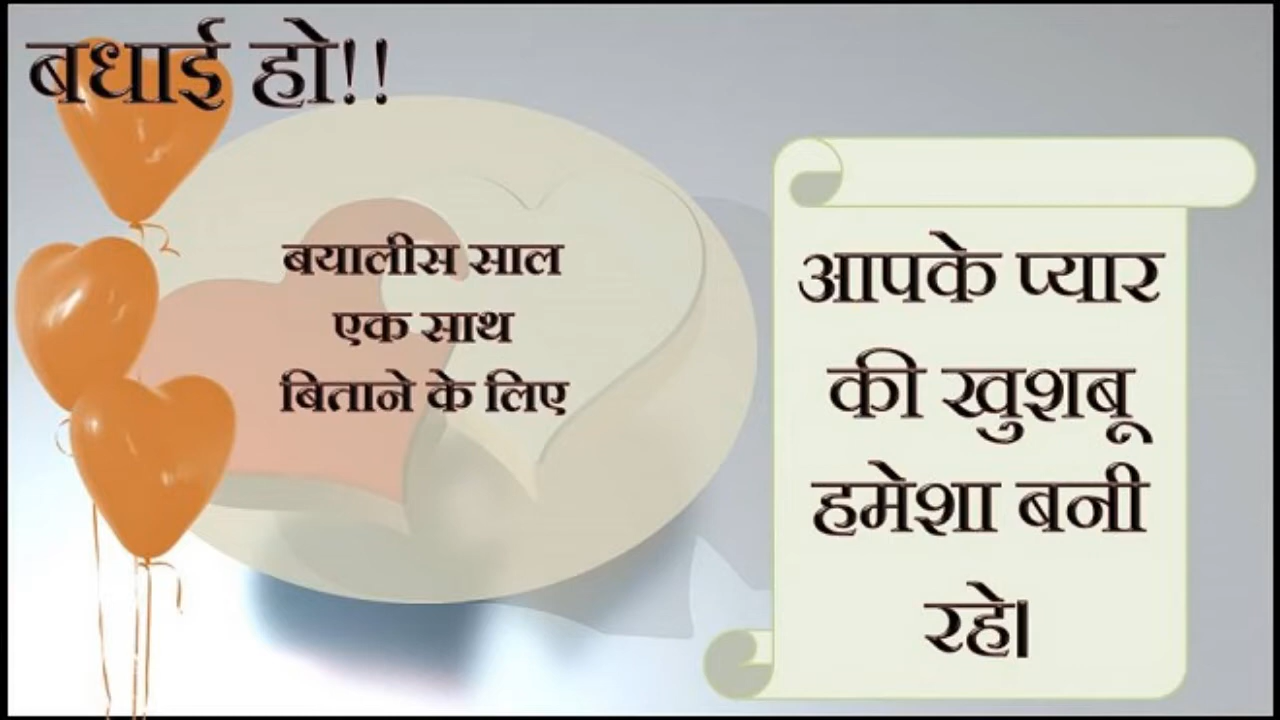 बधाई हो!!
बयालीस साल
एक साथ
बिताने के लिए
आपके प्यार
की खुशबू
हमेशा बनी
रहे।